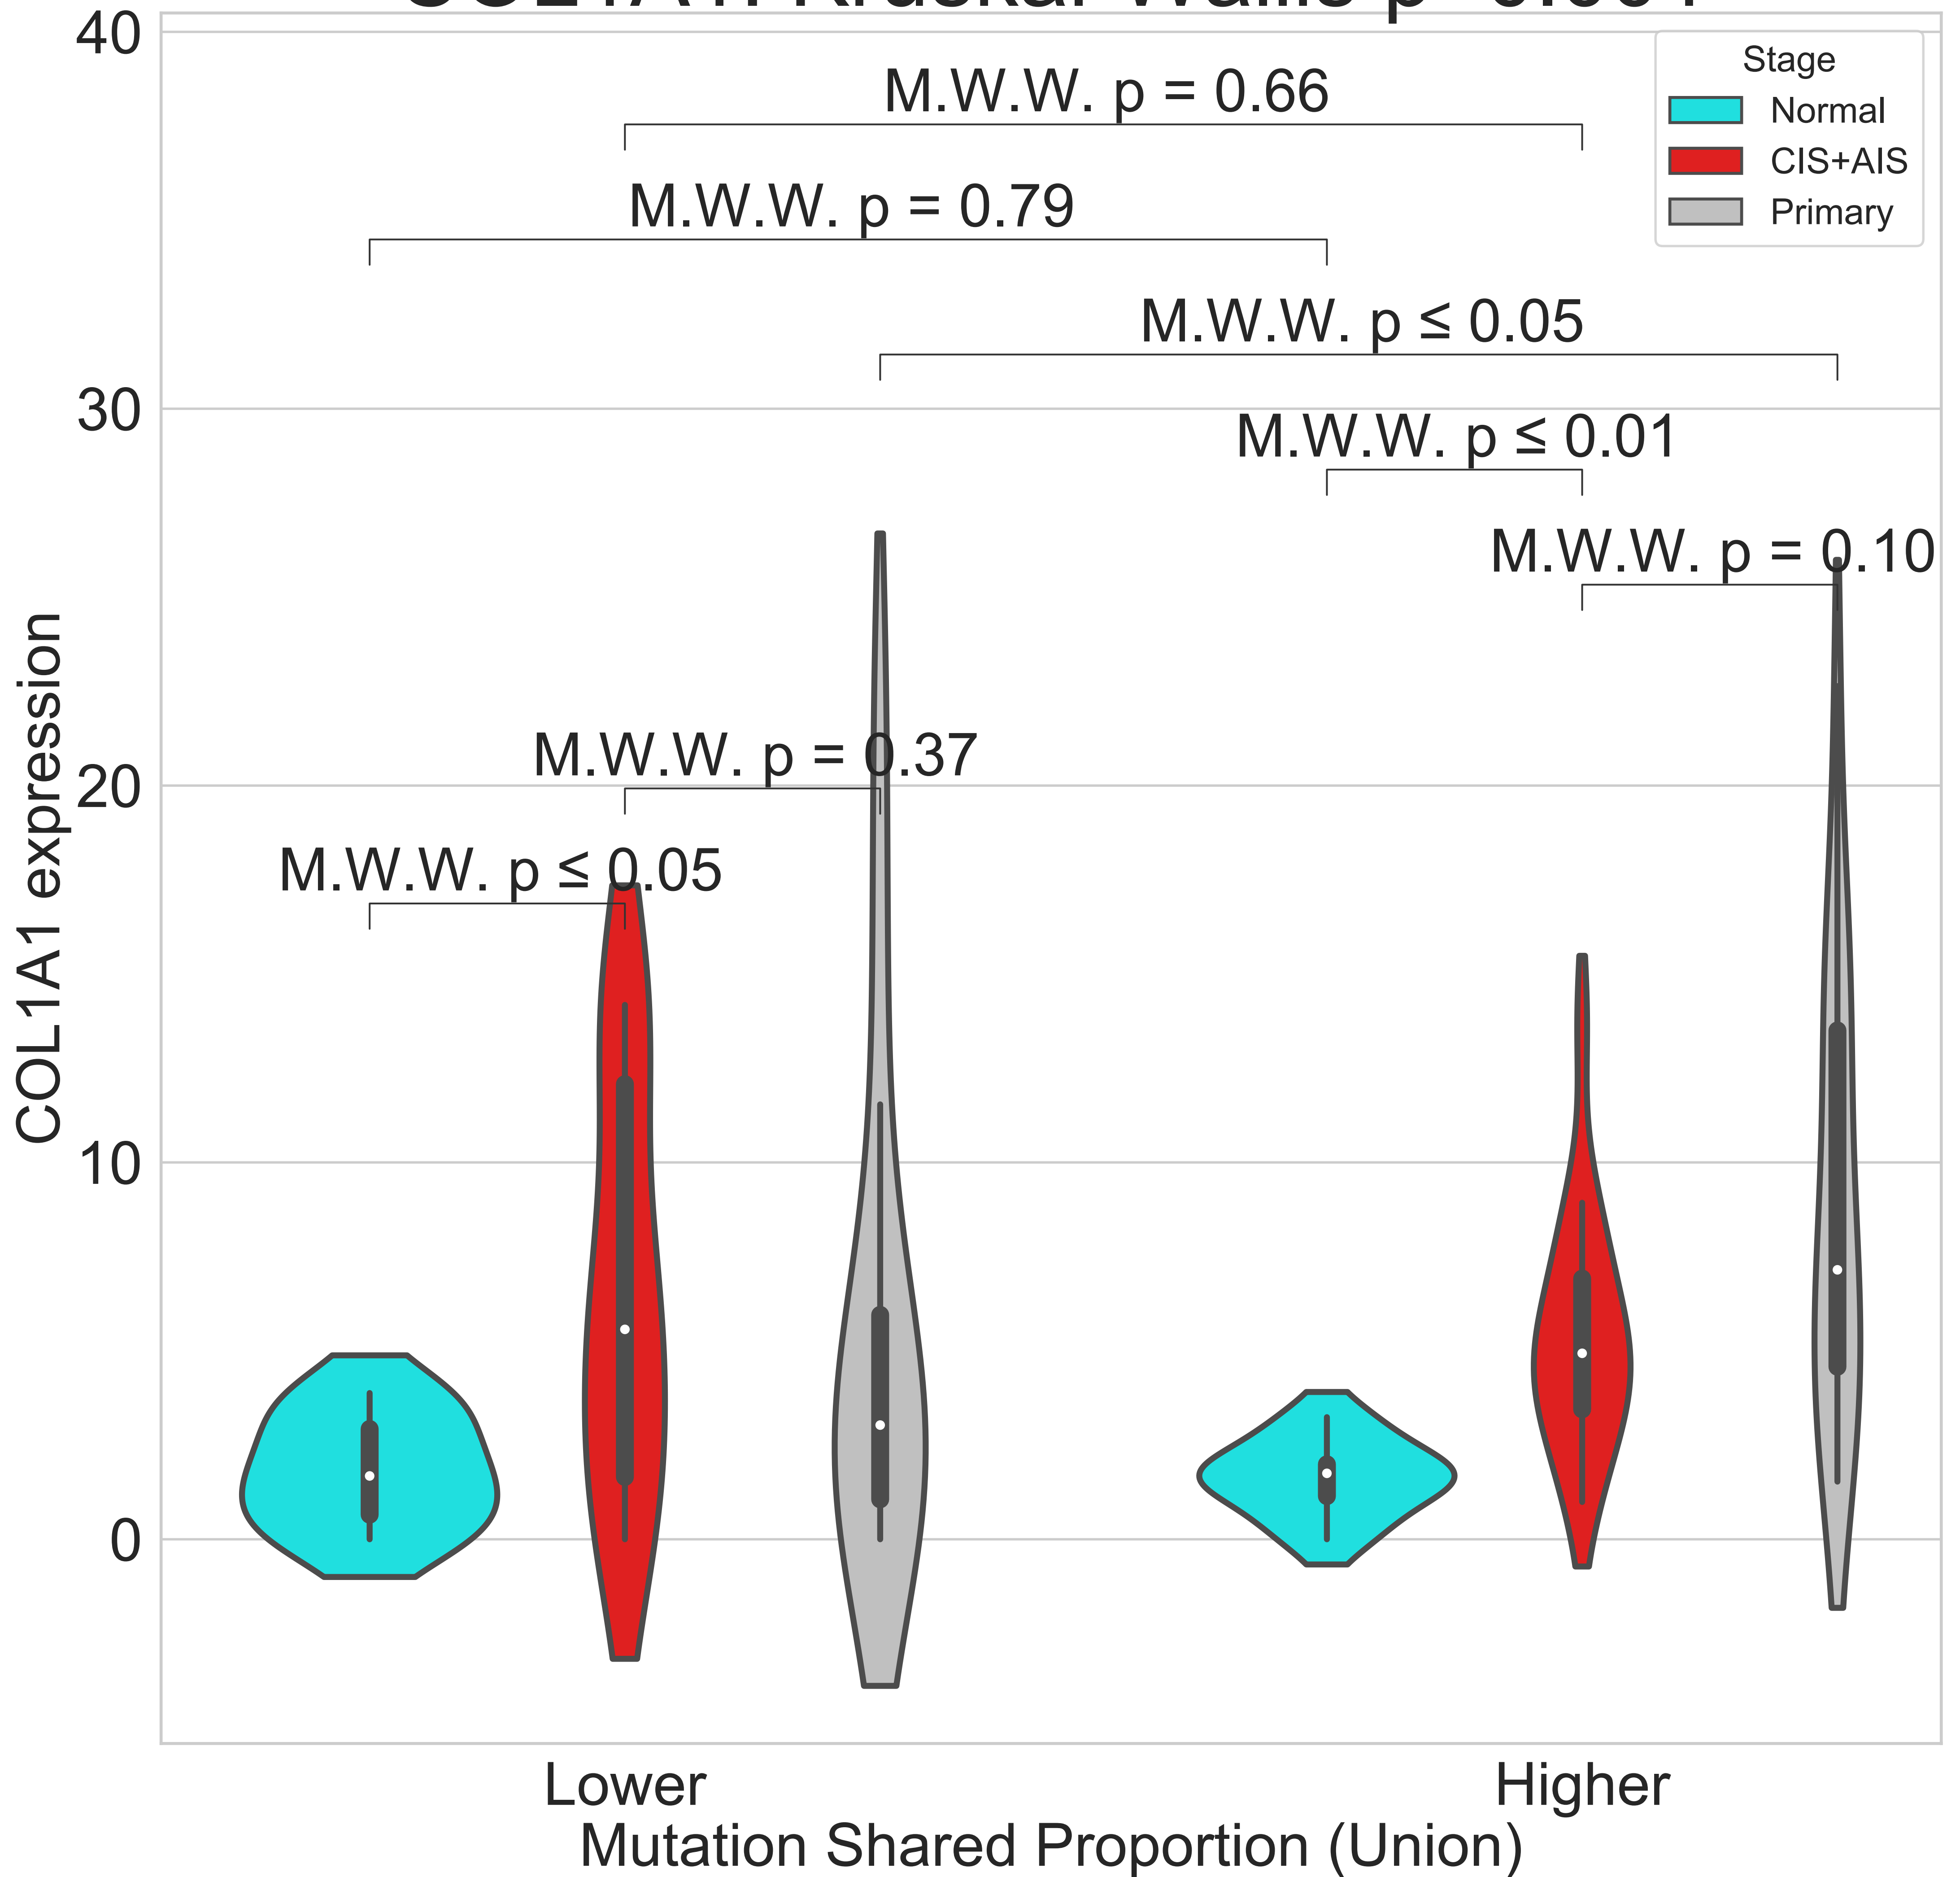 40
M.W.W. p = 0.66
Stage
Normal
CIS+AIS
Primary
M.W.W. p = 0.79
M.W.W. p ≤ 0.05
30
M.W.W. p ≤ 0.01
M.W.W. p = 0.10
COL1A1 expression
M.W.W. p = 0.37
20
M.W.W. p ≤ 0.05
10
0
Lower
Higher
Mutation Shared Proportion (Union)